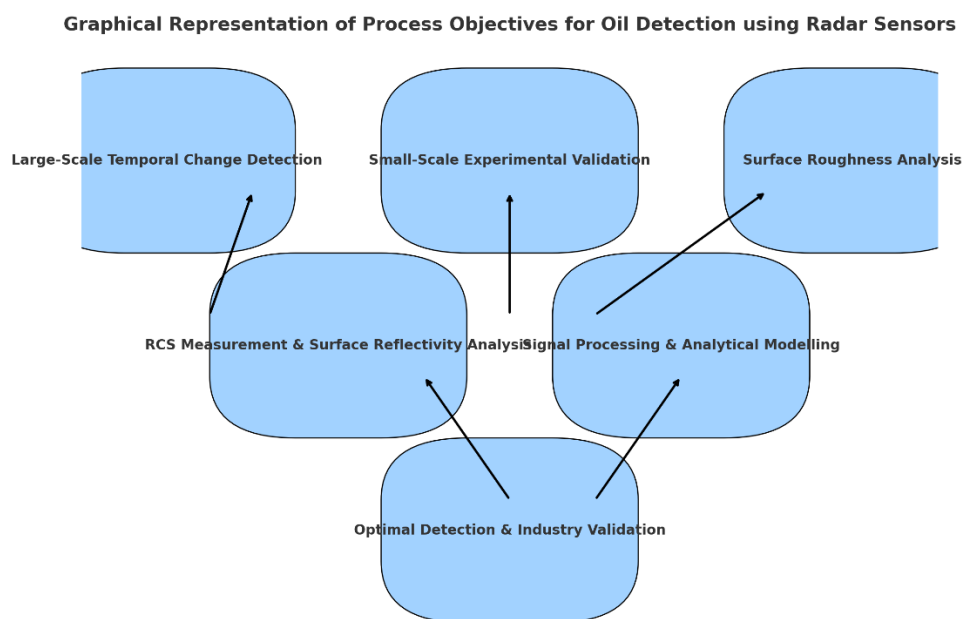 Graphical Representation of Process Objectives for Oil Detection using Radar Sensors
Large-Scale Temporal Change Detection
Small-Scale Experimental Validation
Surface Roughness Analysis
RCS Measurement & Surface Reflectivity Analysis
Signal Processing & Analytical Modelling
Optimal Detection & Industry Validation